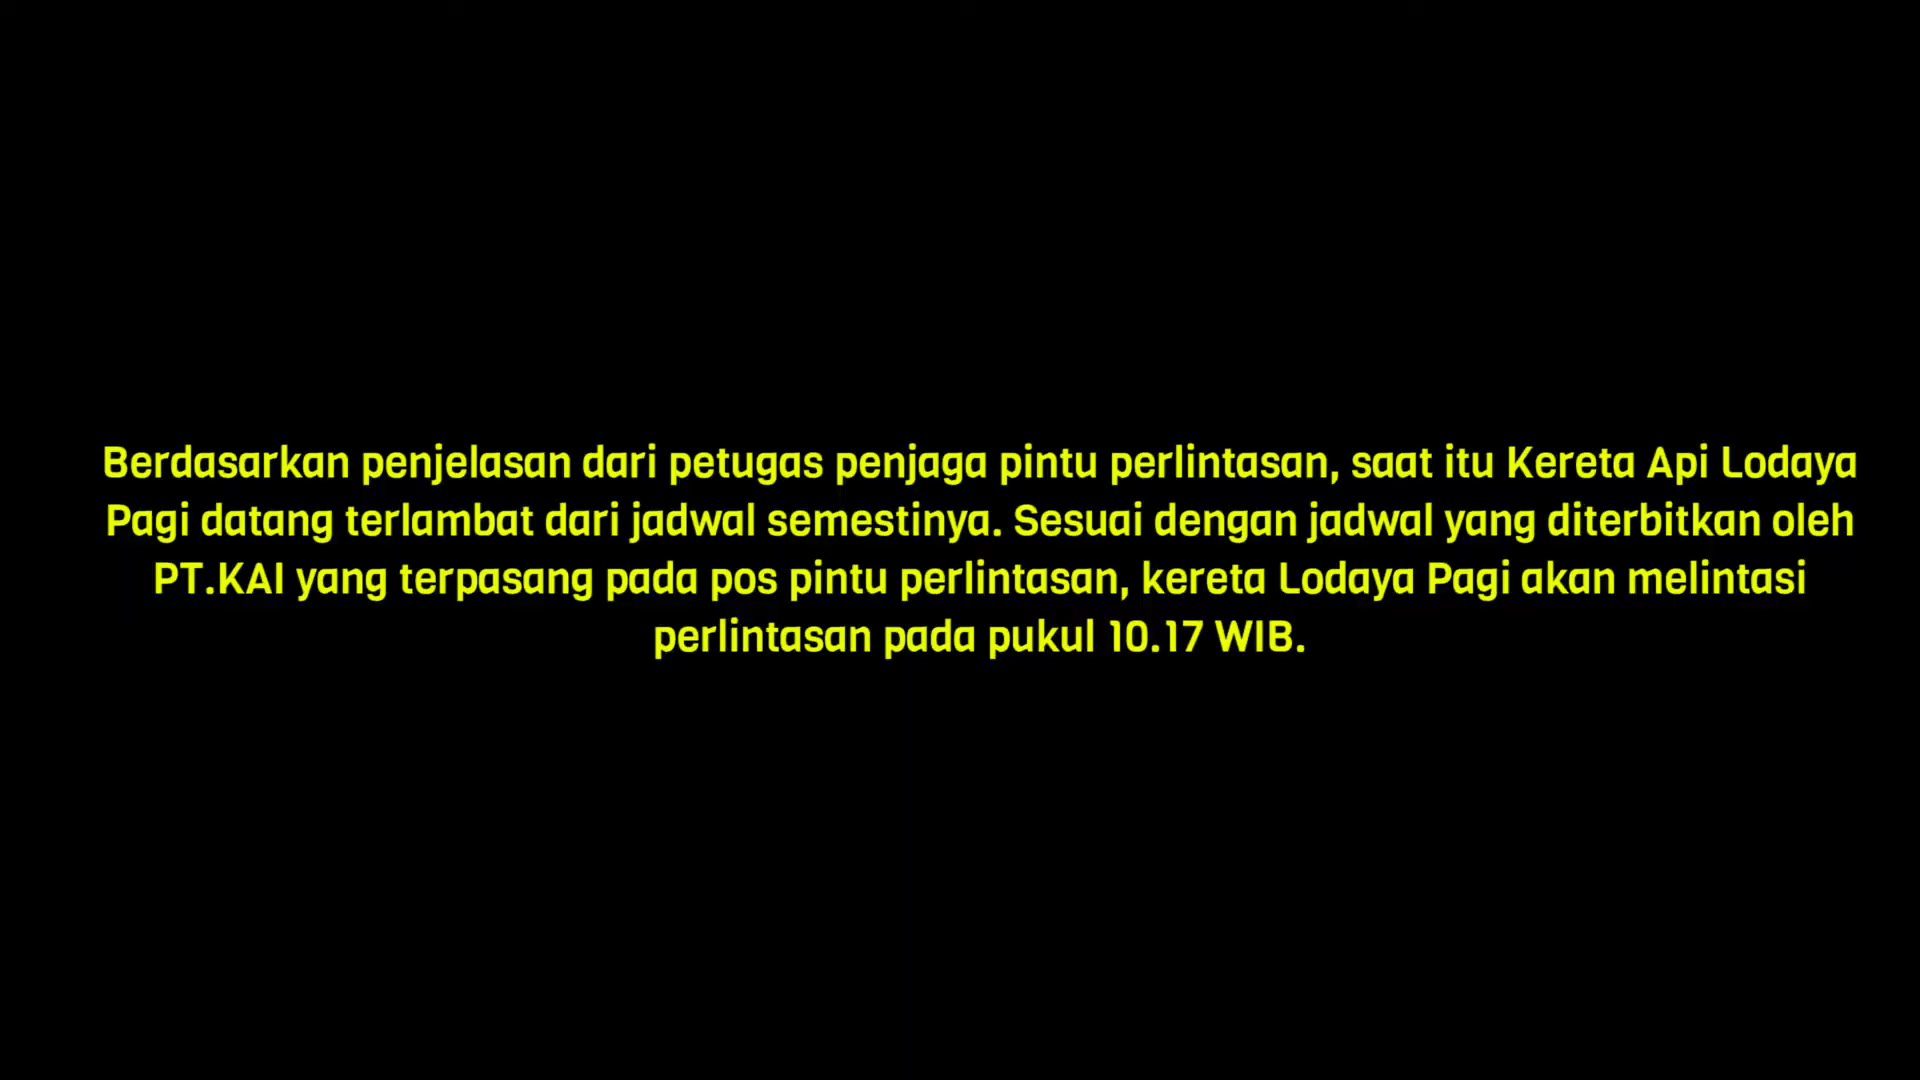 Berdasarkan penjelasan dari petugas penjaga pintu perlintasan, saat itu Kereta Api Lodaya
Pagi datang terlambat dari jadwal semestinya. Sesuai dengan jadwal yang diterbitkan oleh
PT.KAI yang terpasang pada pos pintu perlintasan, kereta Lodaya Pagi akan melintasi
perlintasan pada pukul 10.17 WIB.